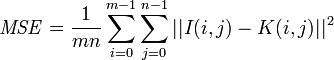 $MSE = \frac{1}{mn} \sum_{i=0}^{m-1} \sum_{j=0}^{n-1} ||I(i,j) - K(i,j)||^2$